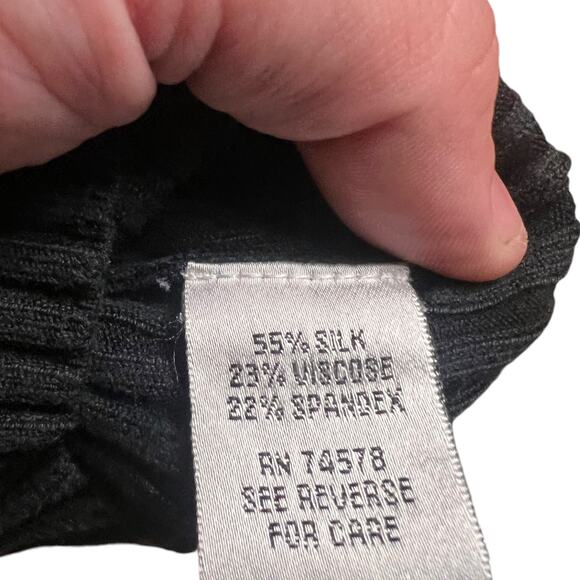 55% SILK
23% VISCOSE
22% SPANDEX
RN 74578
SEE REVERSE
FOR CARE